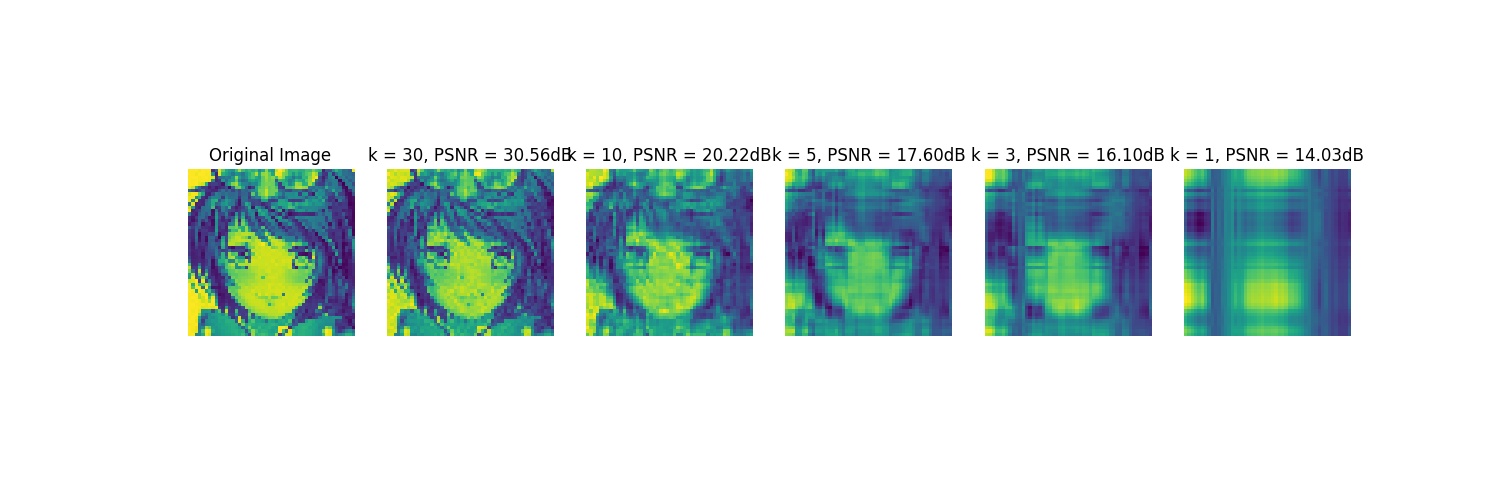 Original Image
k = 30, PSNR = 30.56dB
k = 10, PSNR = 20.22dB
k = 5, PSNR = 17.60dB
k = 3, PSNR = 16.10dB
k = 1, PSNR = 14.03dB